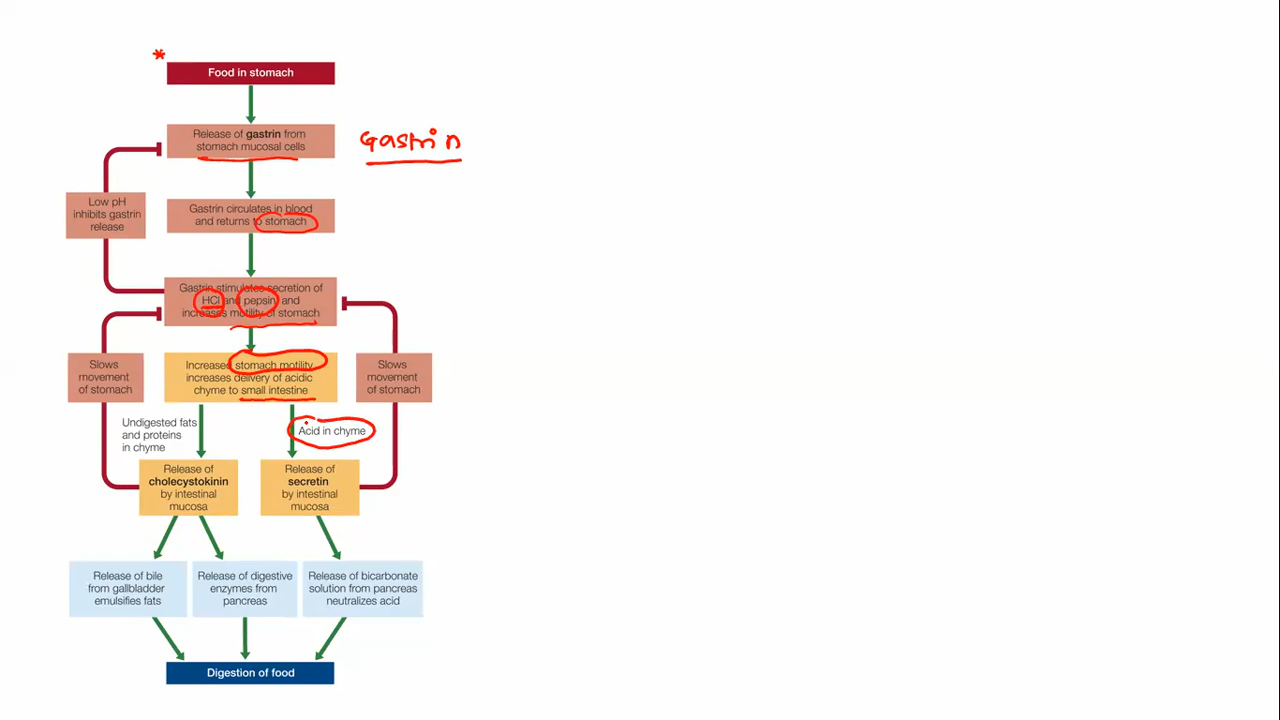 *
Food in stomach
Release of gastrin from
stomach mucosal cells
Gastrin
Low pH
inhibits gastrin
release
Gastrin circulates in blood
and returns to stomach
Gastrin stimulates secretion of
HCl and pepsin and
increases motility of stomach
Slows
movement
of stomach
Increased stomach motility
increases delivery of acidic
chyme to small intestine
Slows
movement
of stomach
Undigested fats
and proteins
in chyme
Acid in chyme
Release of
cholecystokinin
by intestinal
mucosa
Release of
secretin
by intestinal
mucosa
Release of bile
from gallbladder
emulsifies fats
Release of digestive
enzymes from
pancreas
Release of bicarbonate
solution from pancreas
neutralizes acid
Digestion of food